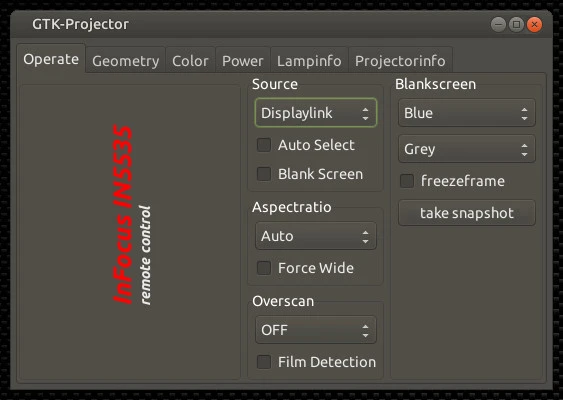 GTK-Projector
Operate Geometry Color Power Lampinfo Projectorinfo
InFocus IN5535
remote control
Source
Displaylink
Auto Select
Blank Screen
Aspectratio
Auto
Force Wide
Overscan
OFF
Film Detection
Blankscreen
Blue
Grey
freezeframe
take snapshot